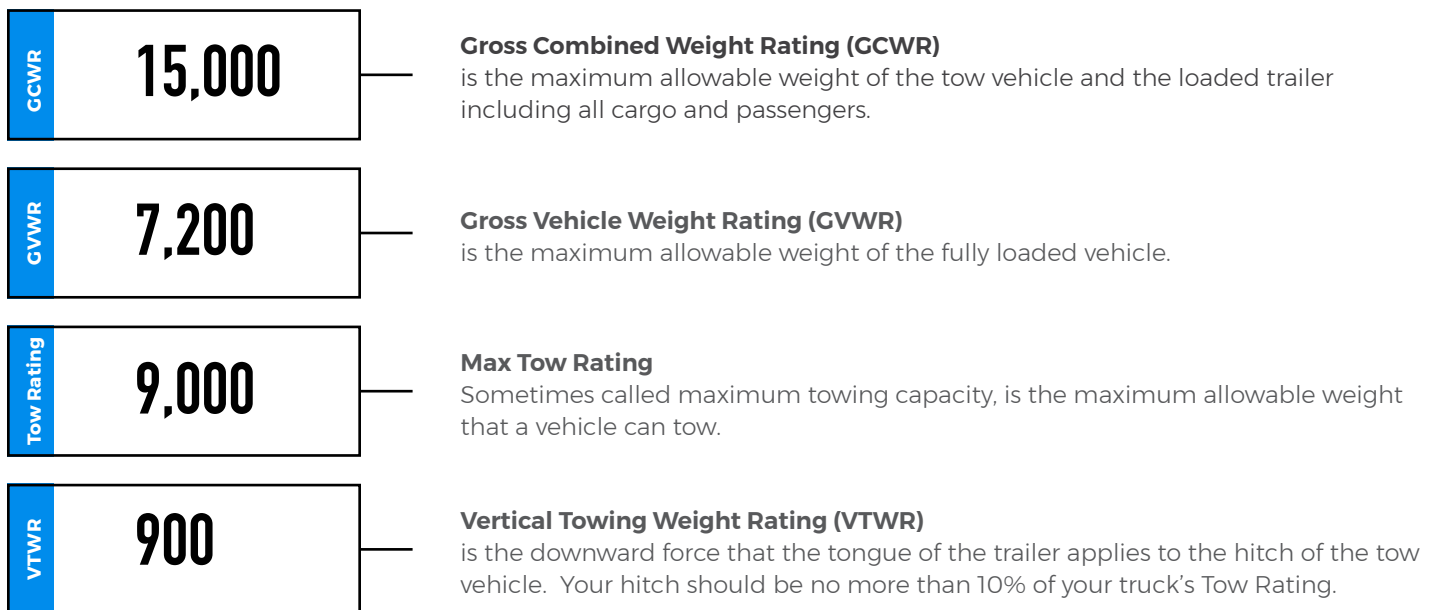 GCWR
15,000
Gross Combined Weight Rating (GCWR)
is the maximum allowable weight of the tow vehicle and the loaded trailer
including all cargo and passengers.
GVWR
7,200
Gross Vehicle Weight Rating (GVWR)
is the maximum allowable weight of the fully loaded vehicle.
Tow Rating
9,000
Max Tow Rating
Sometimes called maximum towing capacity, is the maximum allowable weight
that a vehicle can tow.
VTWR
900
Vertical Towing Weight Rating (VTWR)
is the downward force that the tongue of the trailer applies to the hitch of the tow
vehicle.  Your hitch should be no more than 10% of your truck’s Tow Rating.